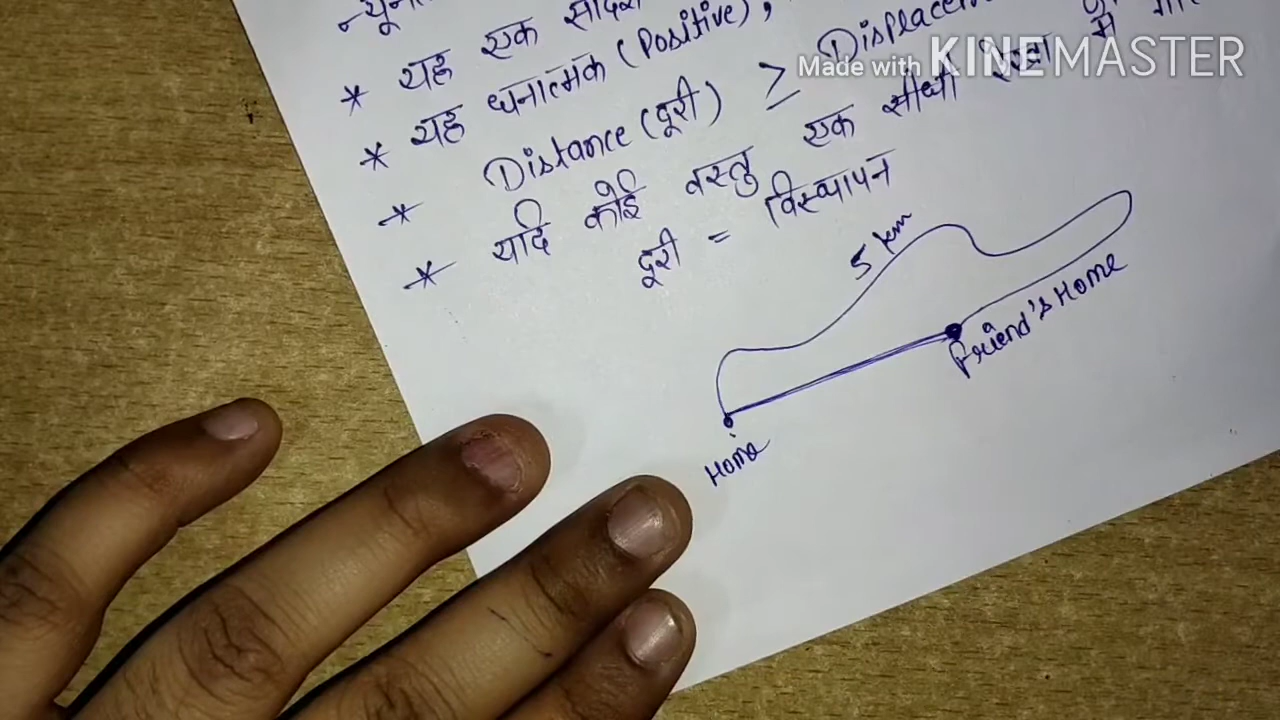 * यह एक सदिश
* यह धनात्मक (Positive),
* Distance (दूरी) ≥
* यदि कोई वस्तु एक सीधी रेखा में
दूरी = विस्थापन
5 km
Friend's Home
Home
Made with KINEMASTER